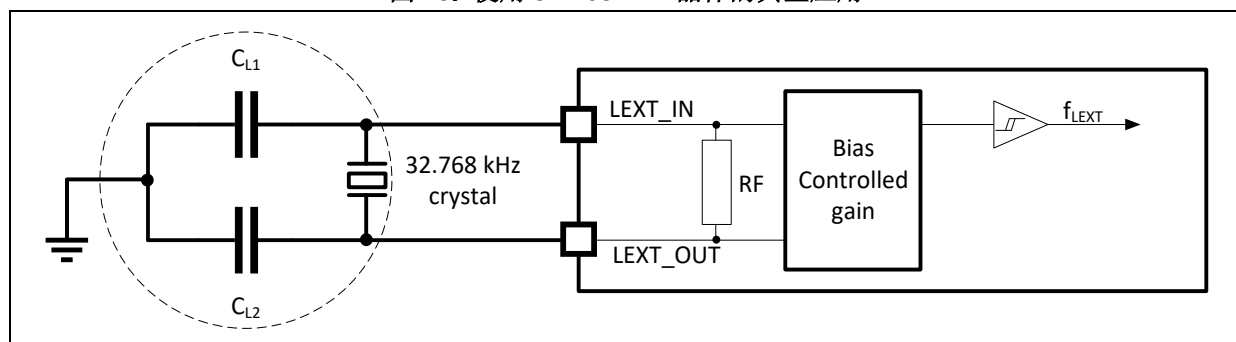 C_L1
LEXT_IN
f_LEXT
32.768 kHz
crystal
RF
Bias
Controlled
gain
LEXT_OUT
C_L2